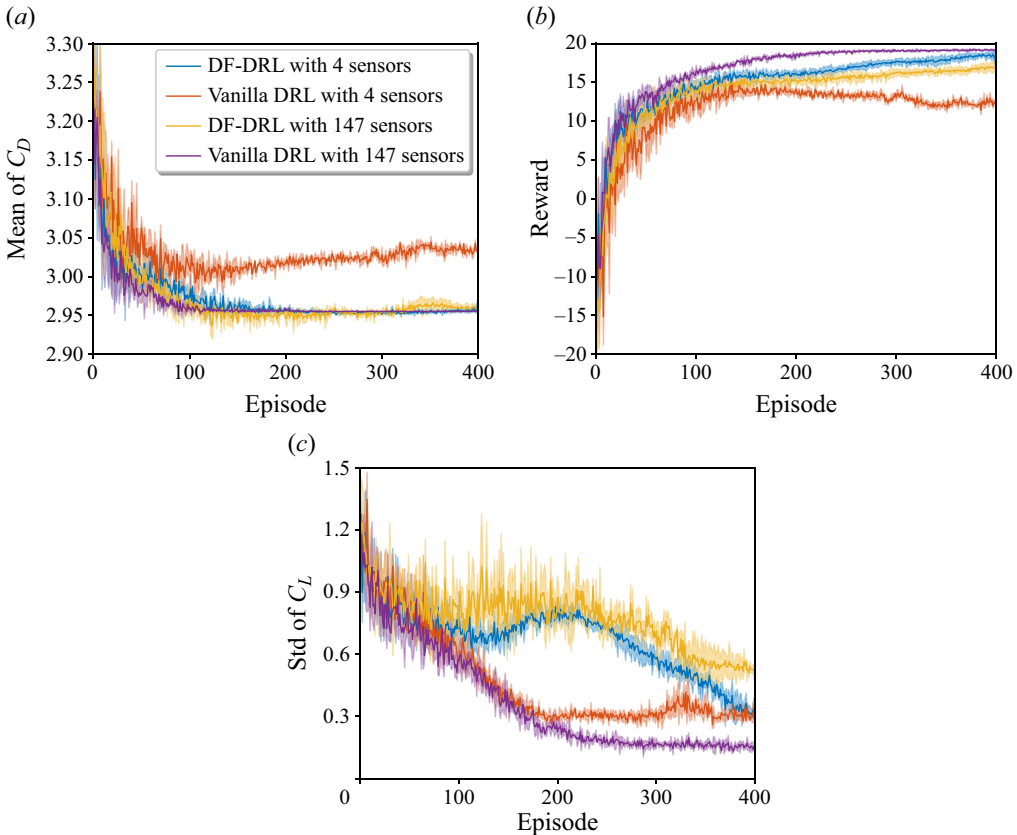 (a)
3.30
3.25
3.20
3.15
3.10
3.05
3.00
2.95
2.90
Mean of C_D
DF-DRL with 4 sensors
Vanilla DRL with 4 sensors
DF-DRL with 147 sensors
Vanilla DRL with 147 sensors
0 100 200 300 400
Episode
(b)
20
15
10
5
0
−5
−10
−15
−20
Reward
0 100 200 300 400
Episode
(c)
1.5
1.2
0.9
0.6
0.3
Std of C_L
0 100 200 300 400
Episode